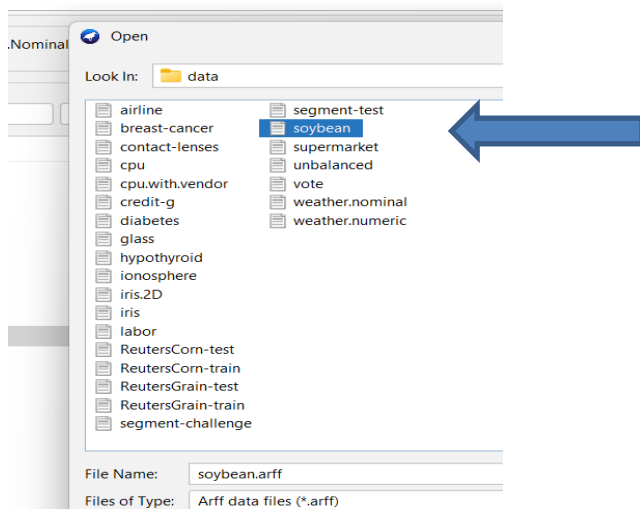 .Nominal
Open
Look In: data
airline
breast-cancer
contact-lenses
cpu
cpu.with.vendor
credit-g
diabetes
glass
hypothyroid
ionosphere
iris.2D
iris
labor
ReutersCorn-test
ReutersCorn-train
ReutersGrain-test
ReutersGrain-train
segment-challenge
segment-test
soybean
supermarket
unbalanced
vote
weather.nominal
weather.numeric
File Name: soybean.arff
Files of Type: Arff data files (*.arff)